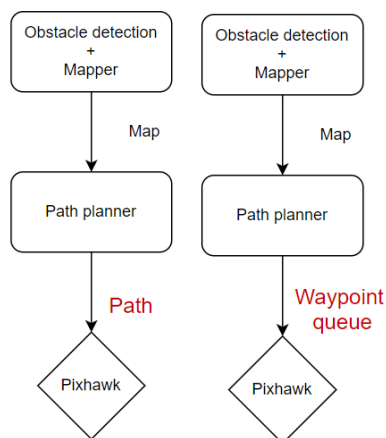 Obstacle detection
+
Mapper
Map
Path planner
Path
Pixhawk
Obstacle detection
+
Mapper
Map
Path planner
Waypoint
queue
Pixhawk